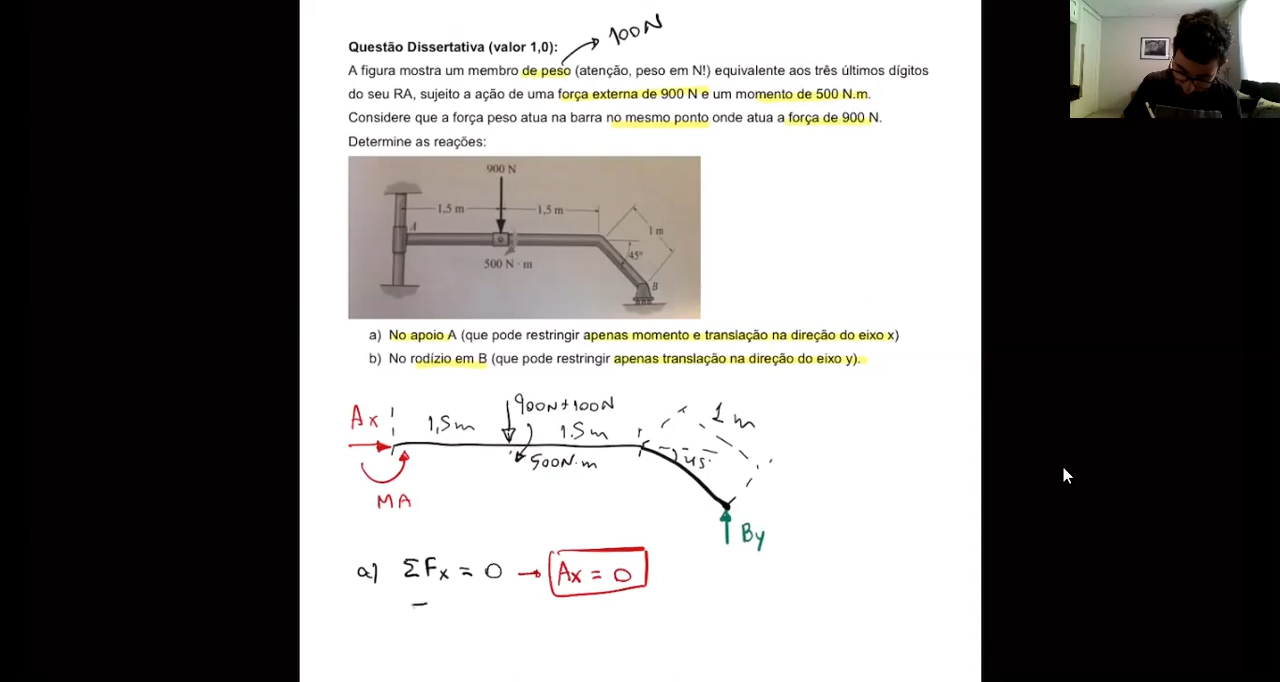 100N
Questão Dissertativa (valor 1,0):
A figura mostra um membro de peso (atenção, peso em N!) equivalente aos três últimos dígitos
do seu RA, sujeito a ação de uma força externa de 900 N e um momento de 500 N.m.
Considere que a força peso atua na barra no mesmo ponto onde atua a força de 900 N.
Determine as reações:
900 N
1,5 m
1,5 m
A
1 m
45°
500 N · m
B
a) No apoio A (que pode restringir apenas momento e translação na direção do eixo x)
b) No rodízio em B (que pode restringir apenas translação na direção do eixo y).
Ax
1,5m
900N+100N
1.5m
1m
45°
500N.m
MA
By
a) ΣFx = 0 → Ax = 0